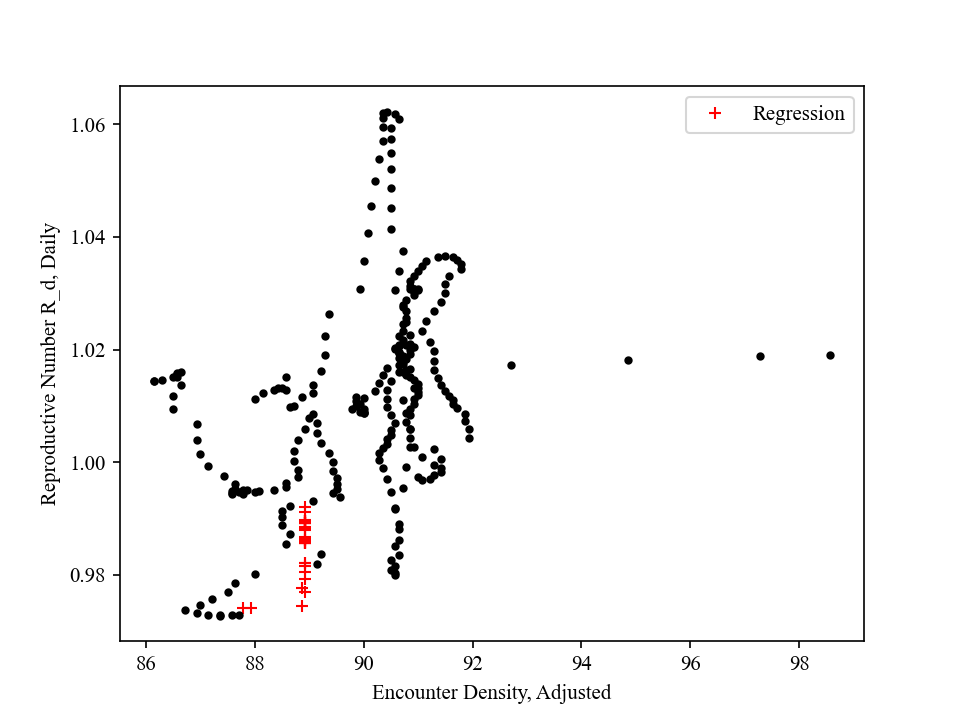 Regression
1.06
1.04
1.02
1.00
0.98
Reproductive Number R_d, Daily
86 88 90 92 94 96 98
Encounter Density, Adjusted